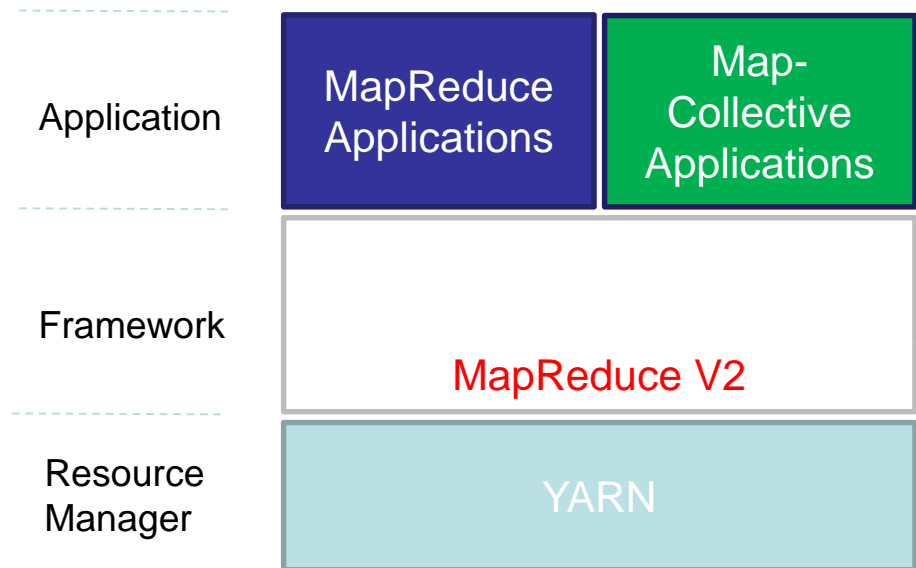 Application
MapReduce
Applications
Map-
Collective
Applications
Framework
MapReduce V2
Resource
Manager
YARN